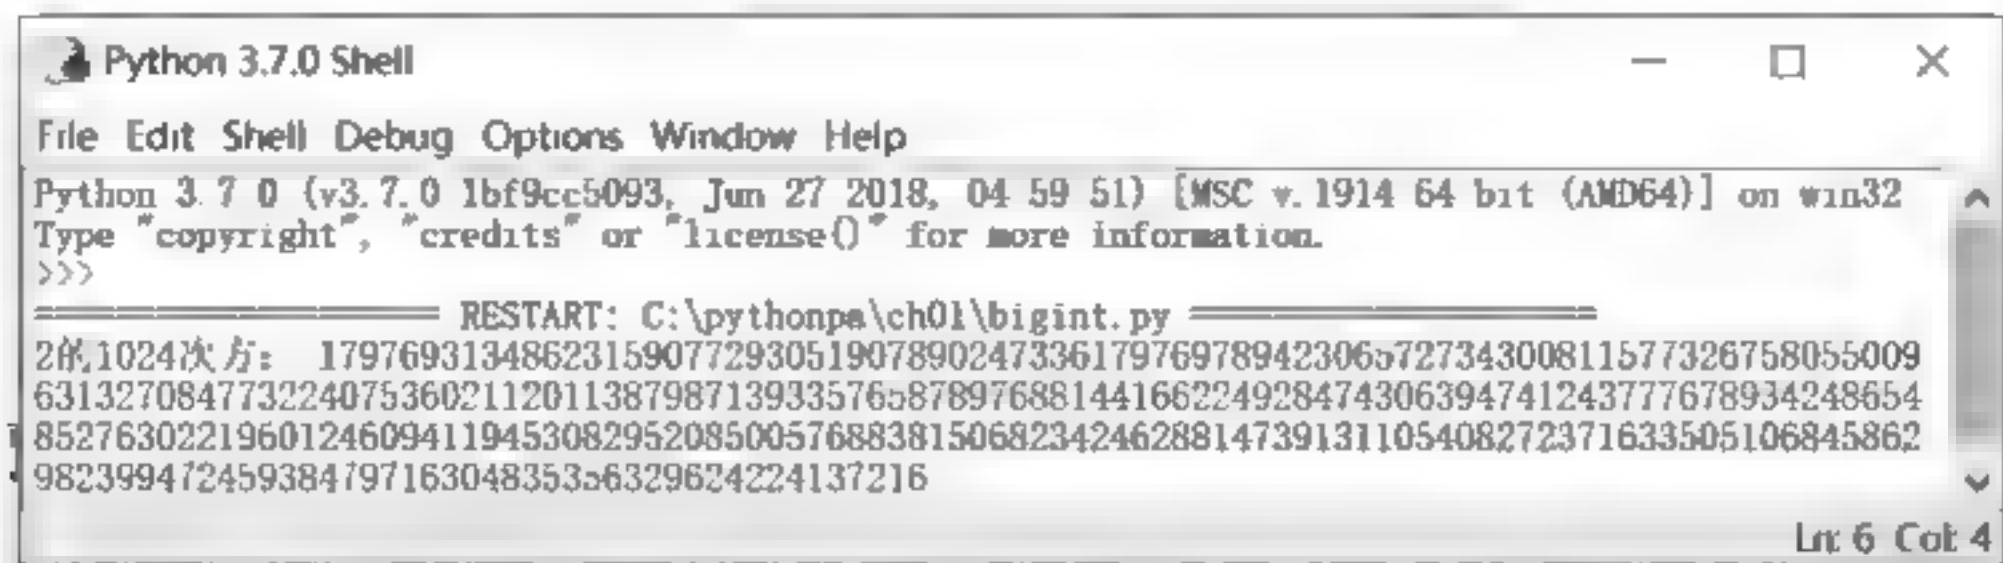 Python 3.7.0 Shell
File Edit Shell Debug Options Window Help
Python 3.7.0 (v3.7.0 1bf9cc5093, Jun 27 2018, 04 59 51) [MSC v.1914 64 bit (AMD64)] on win32
Type "copyright", "credits" or "license()" for more information.
>>>
==================== RESTART: C:\pythonpa\ch01\bigint.py ====================
2的1024次方： 1797693134862315907729305190789024733617976978942306572734300811577326758055009
631327084773224075360211201138798713933576587897688144166224928474306394741243777678934248654
852763022196012460941194530829520850057688381506823424628814739131105408272371633505106845862
98239947245938479716304835356329624224137216
Ln: 6 Col: 4